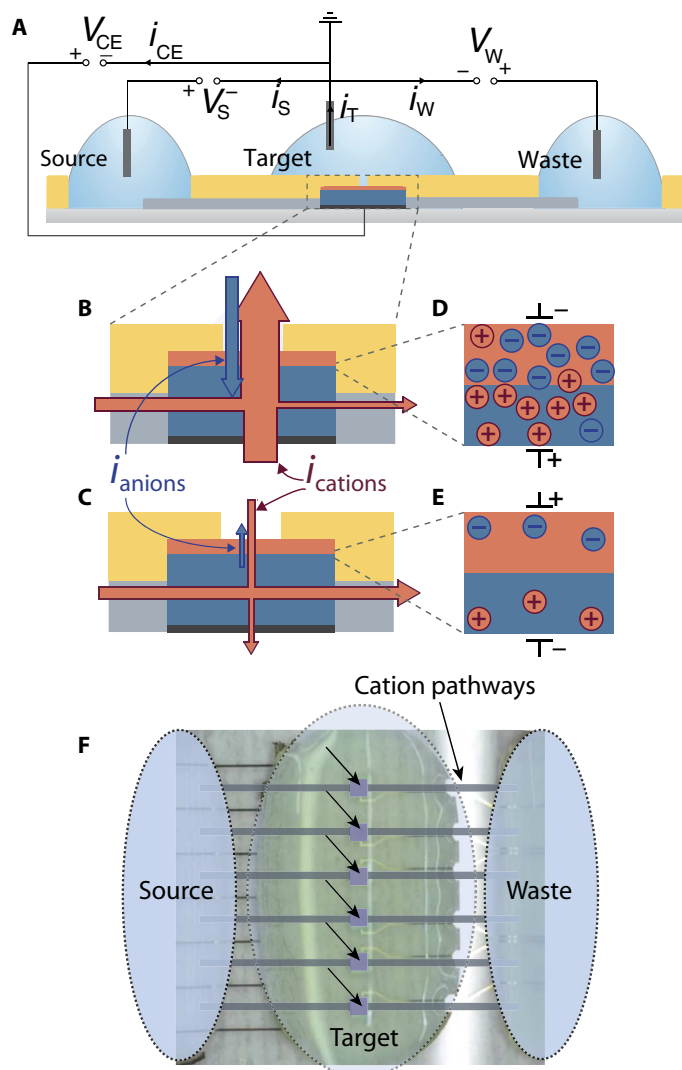 A
V_CE
i_CE
+
−
V_W
−
+
+
−
V_S
i_S
i_T
i_W
Source
Target
Waste
B
D
−
+
−
−
−
−
−
−
−
−
+
−
+
+
+
+
+
+
+
+
+
−
+
i_anions
i_cations
C
E
+
−
−
−
+
+
+
−
Cation pathways
F
Source
Waste
Target